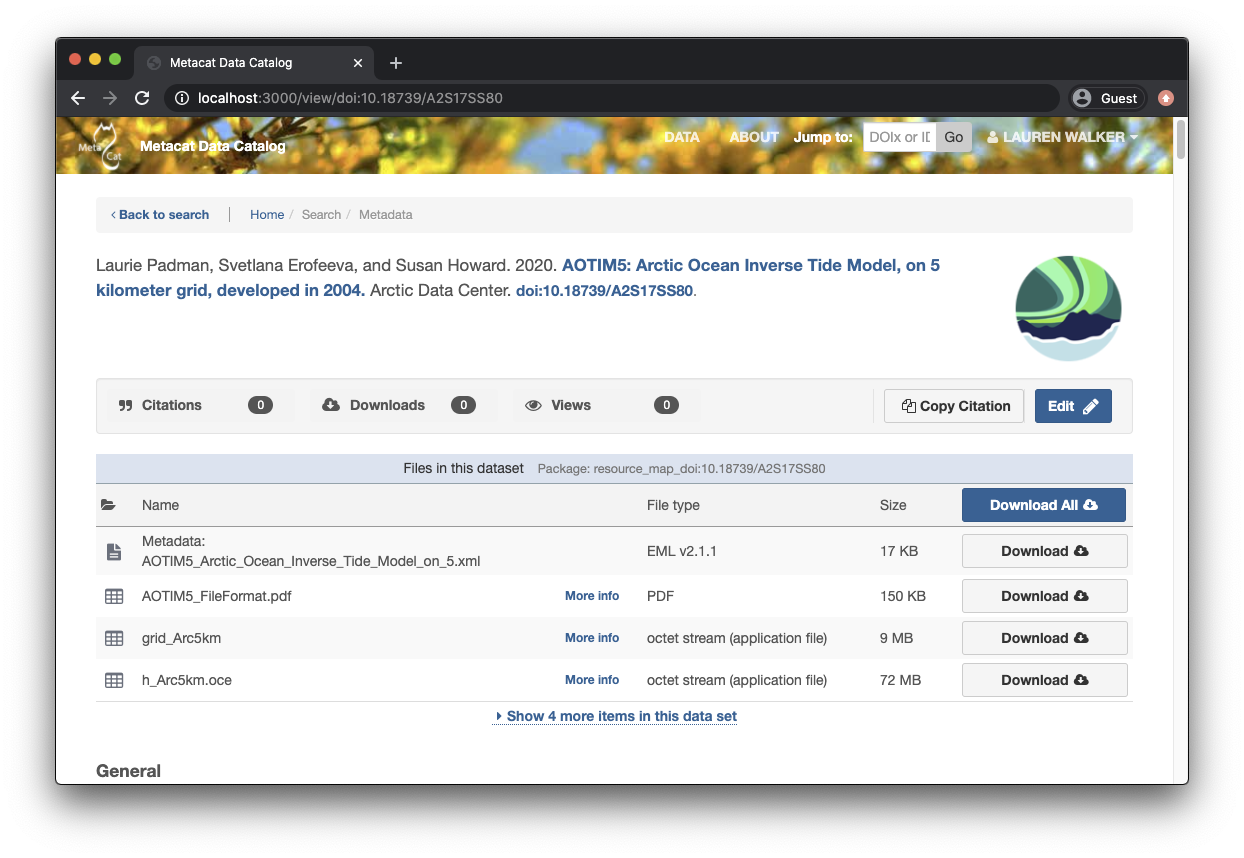 Metacat Data Catalog
localhost:3000/view/doi:10.18739/A2S17SS80
Guest
Meta Cat
Metacat Data Catalog
DATA ABOUT Jump to: DOIx or ID Go LAUREN WALKER
Back to search Home / Search / Metadata
Laurie Padman, Svetlana Erofeeva, and Susan Howard. 2020. AOTIM5: Arctic Ocean Inverse Tide Model, on 5
kilometer grid, developed in 2004. Arctic Data Center. doi:10.18739/A2S17SS80.
Citations 0 Downloads 0 Views 0 Copy Citation Edit
Files in this dataset Package: resource_map_doi:10.18739/A2S17SS80
Name File type Size Download All
Metadata:
AOTIM5_Arctic_Ocean_Inverse_Tide_Model_on_5.xml EML v2.1.1 17 KB Download
AOTIM5_FileFormat.pdf More info PDF 150 KB Download
grid_Arc5km More info octet stream (application file) 9 MB Download
h_Arc5km.oce More info octet stream (application file) 72 MB Download
Show 4 more items in this data set
General